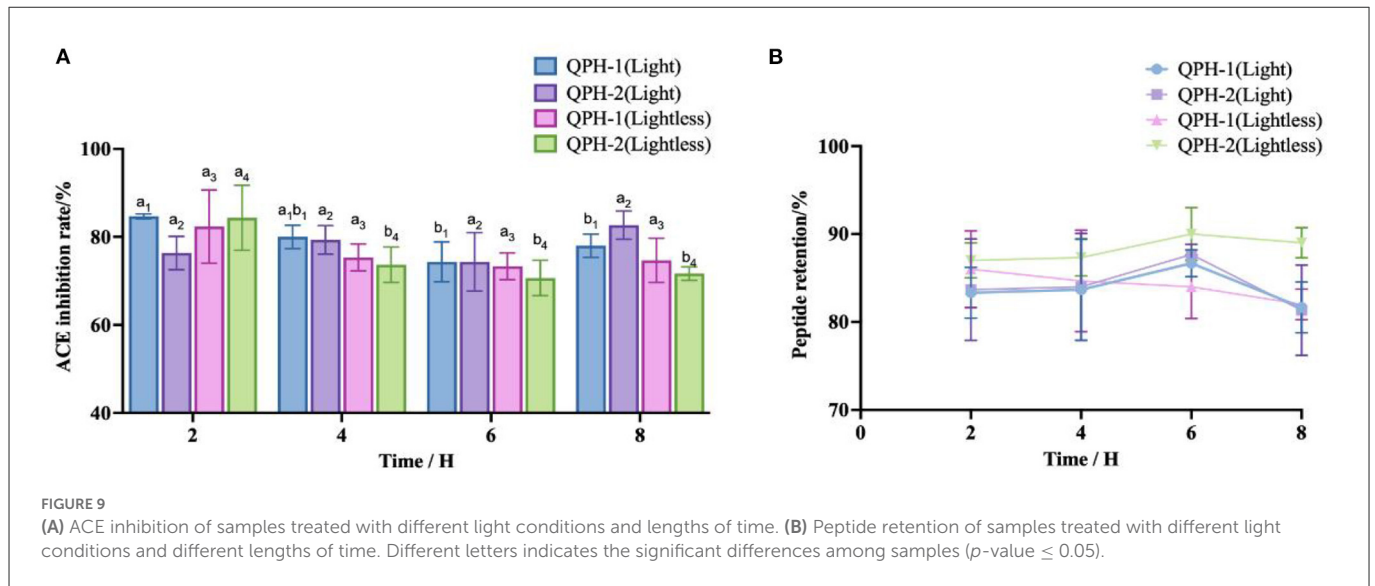 A
QPH-1(Light)
QPH-2(Light)
QPH-1(Lightless)
QPH-2(Lightless)
ACE inhibition rate/%
100
80
60
40
a1
a2
a3
a4
a1b1
a2
a3
b4
b1
a2
a3
b4
b1
a2
a3
b4
2
4
6
8
Time / H
B
QPH-1(Light)
QPH-2(Light)
QPH-1(Lightless)
QPH-2(Lightless)
Peptide retention/%
100
90
80
70
0
2
4
6
8
Time / H
FIGURE 9
(A) ACE inhibition of samples treated with different light conditions and lengths of time. (B) Peptide retention of samples treated with different light
conditions and different lengths of time. Different letters indicates the significant differences among samples (p-value ≤ 0.05).